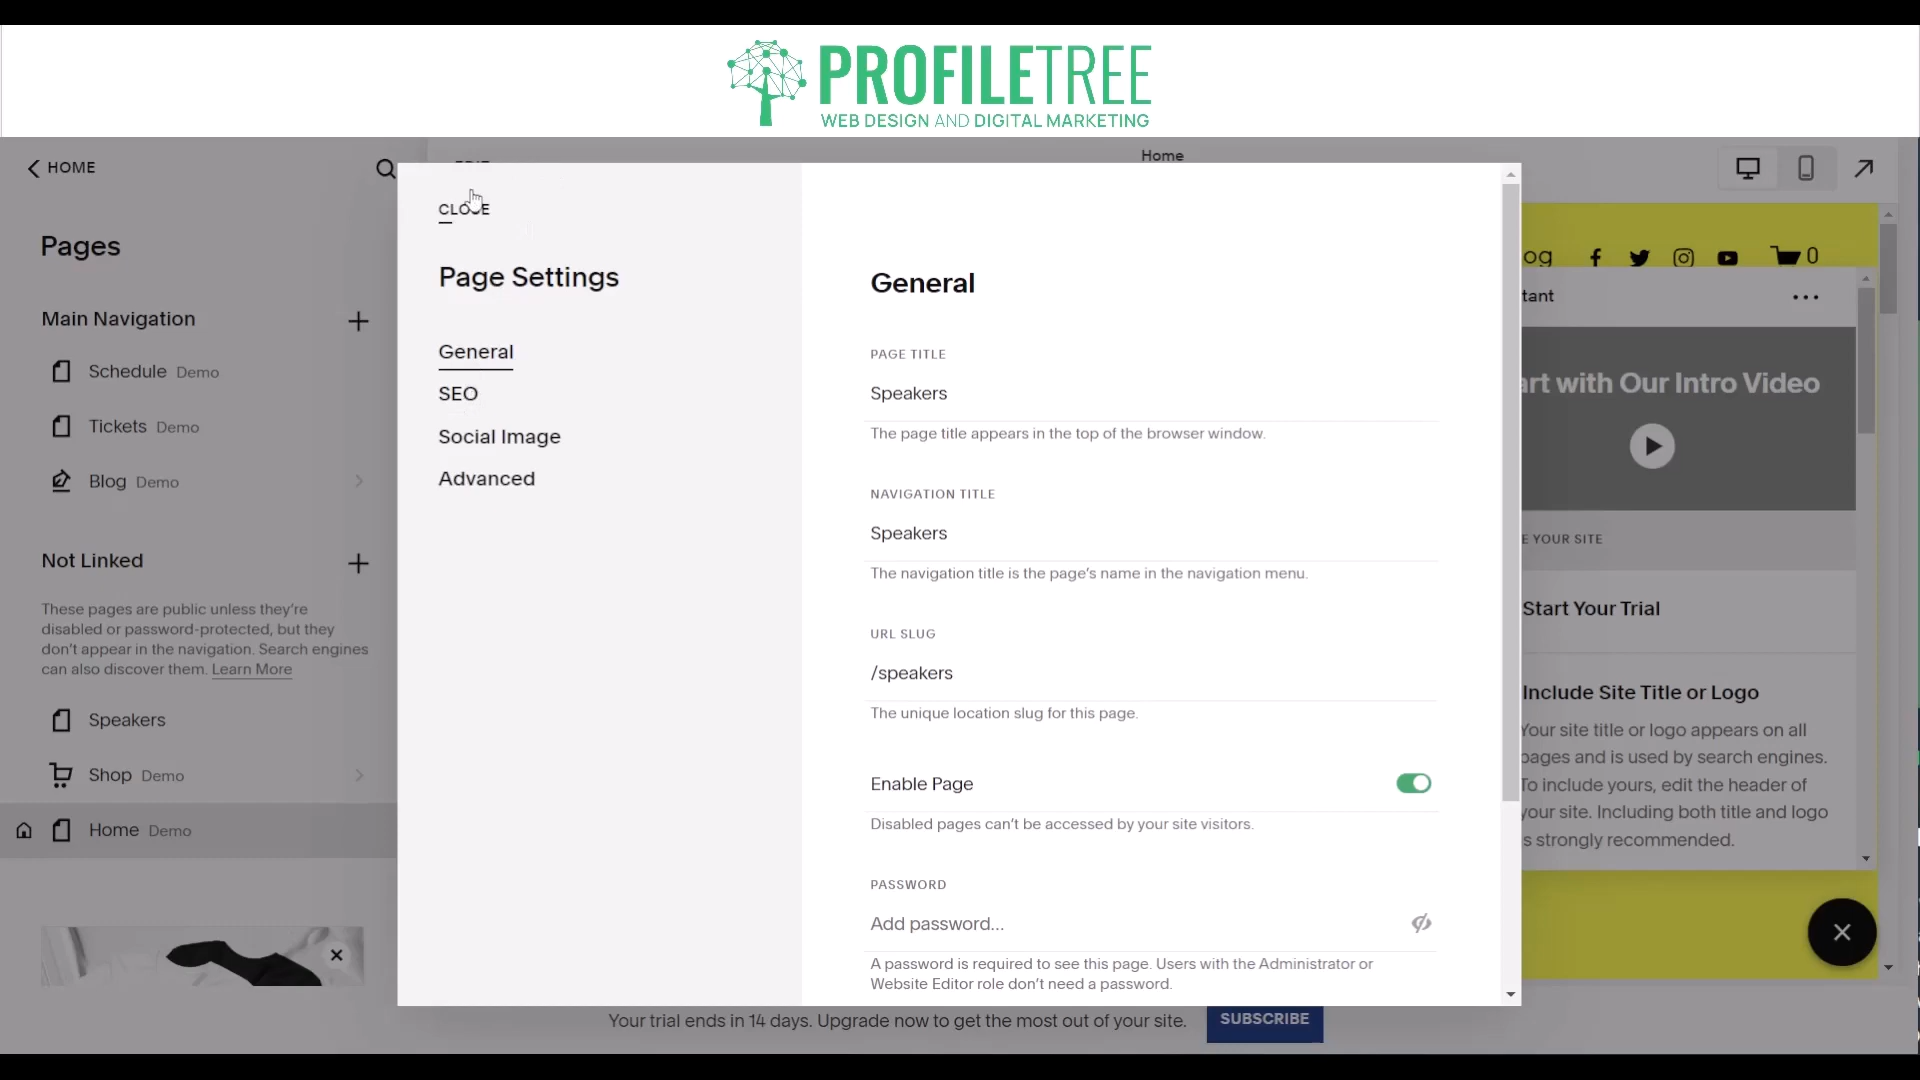 PROFILETREE
WEB DESIGN AND DIGITAL MARKETING
HOME
Home
Pages
Main Navigation
Schedule Demo
Tickets Demo
Blog Demo
Not Linked
These pages are public unless they're
disabled or password-protected, but they
don't appear in the navigation. Search engines
can also discover them. Learn More
Speakers
Shop Demo
Home Demo
CLOSE
Page Settings
General
SEO
Social Image
Advanced
General
PAGE TITLE
Speakers
The page title appears in the top of the browser window.
NAVIGATION TITLE
Speakers
The navigation title is the page's name in the navigation menu.
URL SLUG
/speakers
The unique location slug for this page.
Enable Page
Disabled pages can't be accessed by your site visitors.
PASSWORD
Add password...
A password is required to see this page. Users with the Administrator or
Website Editor role don't need a password.
og
0
tant
art with Our Intro Video
E YOUR SITE
Start Your Trial
Include Site Title or Logo
Your site title or logo appears on all
pages and is used by search engines.
To include yours, edit the header of
your site. Including both title and logo
is strongly recommended.
Your trial ends in 14 days. Upgrade now to get the most out of your site.
SUBSCRIBE